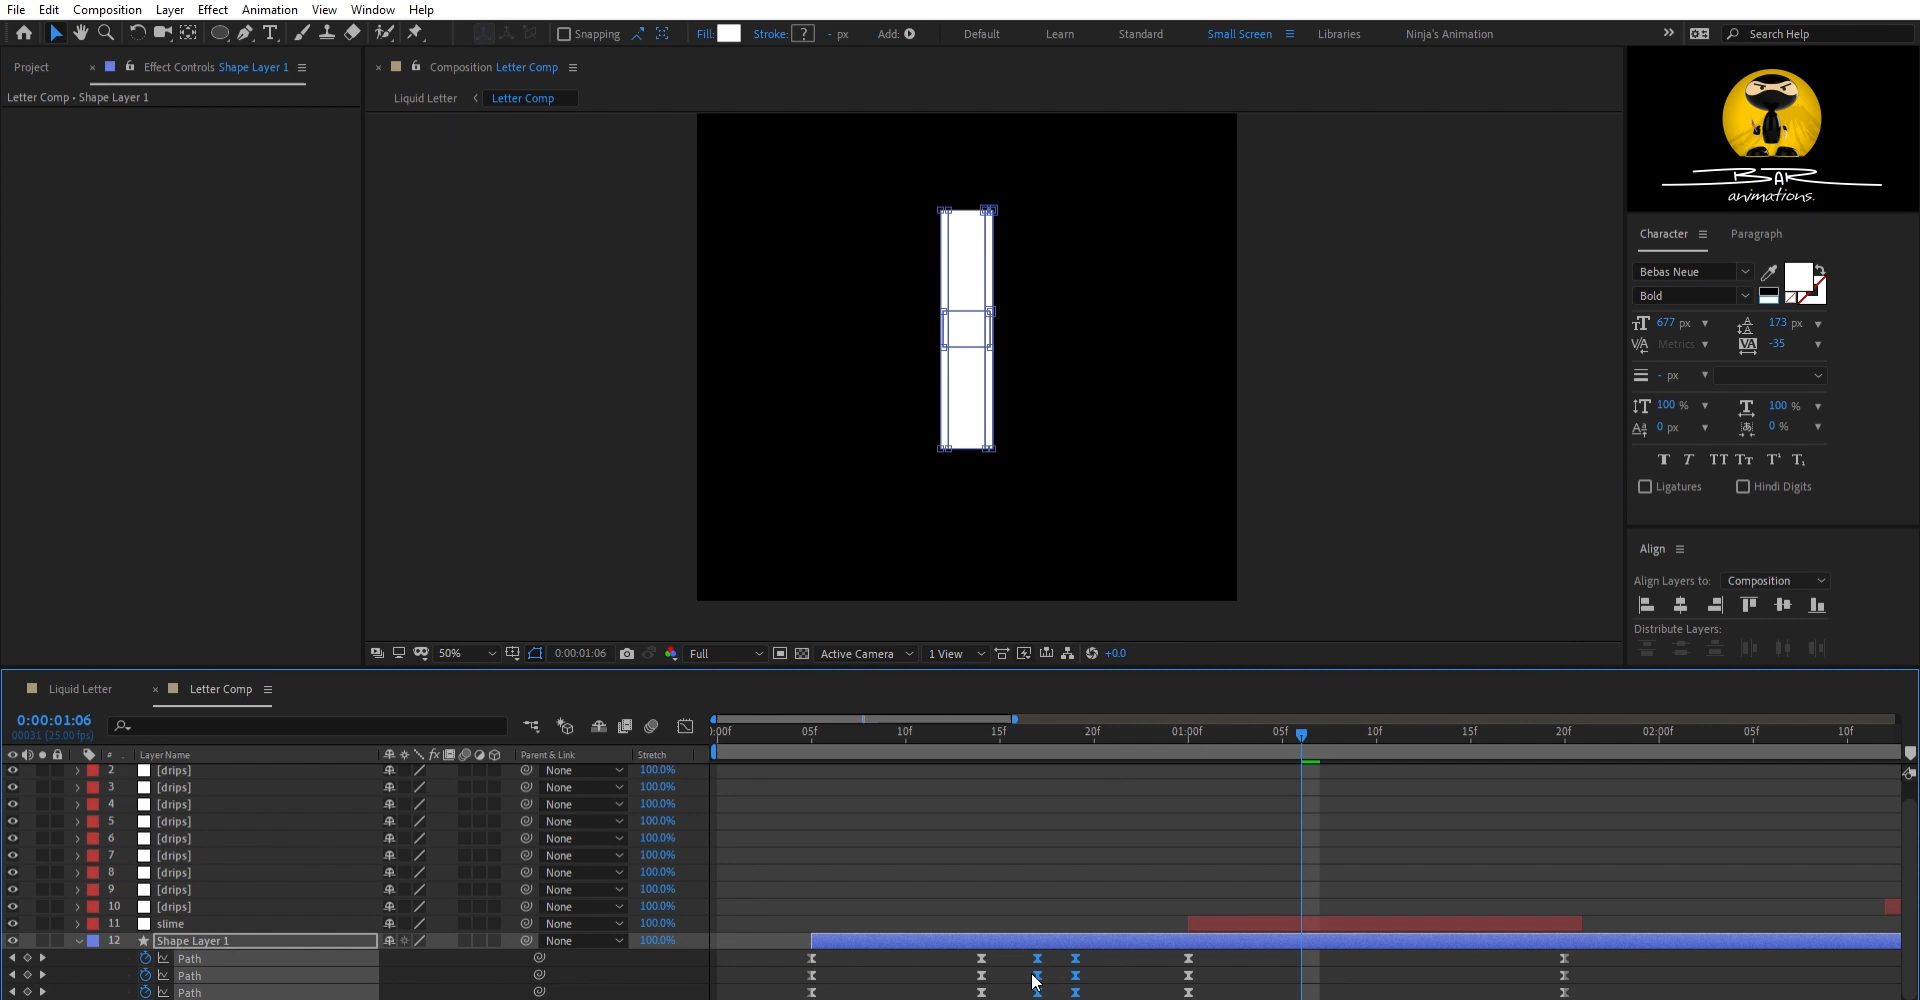 File Edit Composition Layer Effect Animation View Window Help
Snapping Fill: Stroke: ? - px Add: Default Learn Standard Small Screen Libraries Ninja's Animation Search Help
Project Effect Controls Shape Layer 1 Composition Letter Comp
Letter Comp • Shape Layer 1 Liquid Letter Letter Comp
BAR
animations.
Character Paragraph
Bebas Neue
Bold
677 px 173 px
Metrics -35
- px
100 % 100 %
0 px 0 %
T T TT Tт T¹ T₁
Ligatures Hindi Digits
Align
Align Layers to: Composition
Distribute Layers:
50% 0:00:01:06 Full Active Camera 1 View +0.0
Liquid Letter Letter Comp
0:00:01:06
00031 (25.00 fps)
):00f 05f 10f 15f 20f 01:00f 05f 10f 15f 20f 02:00f 05f 10f
# Layer Name Parent & Link Stretch
2 [drips] None 100.0%
3 [drips] None 100.0%
4 [drips] None 100.0%
5 [drips] None 100.0%
6 [drips] None 100.0%
7 [drips] None 100.0%
8 [drips] None 100.0%
9 [drips] None 100.0%
10 [drips] None 100.0%
11 slime None 100.0%
12 Shape Layer 1 None 100.0%
Path
Path
Path